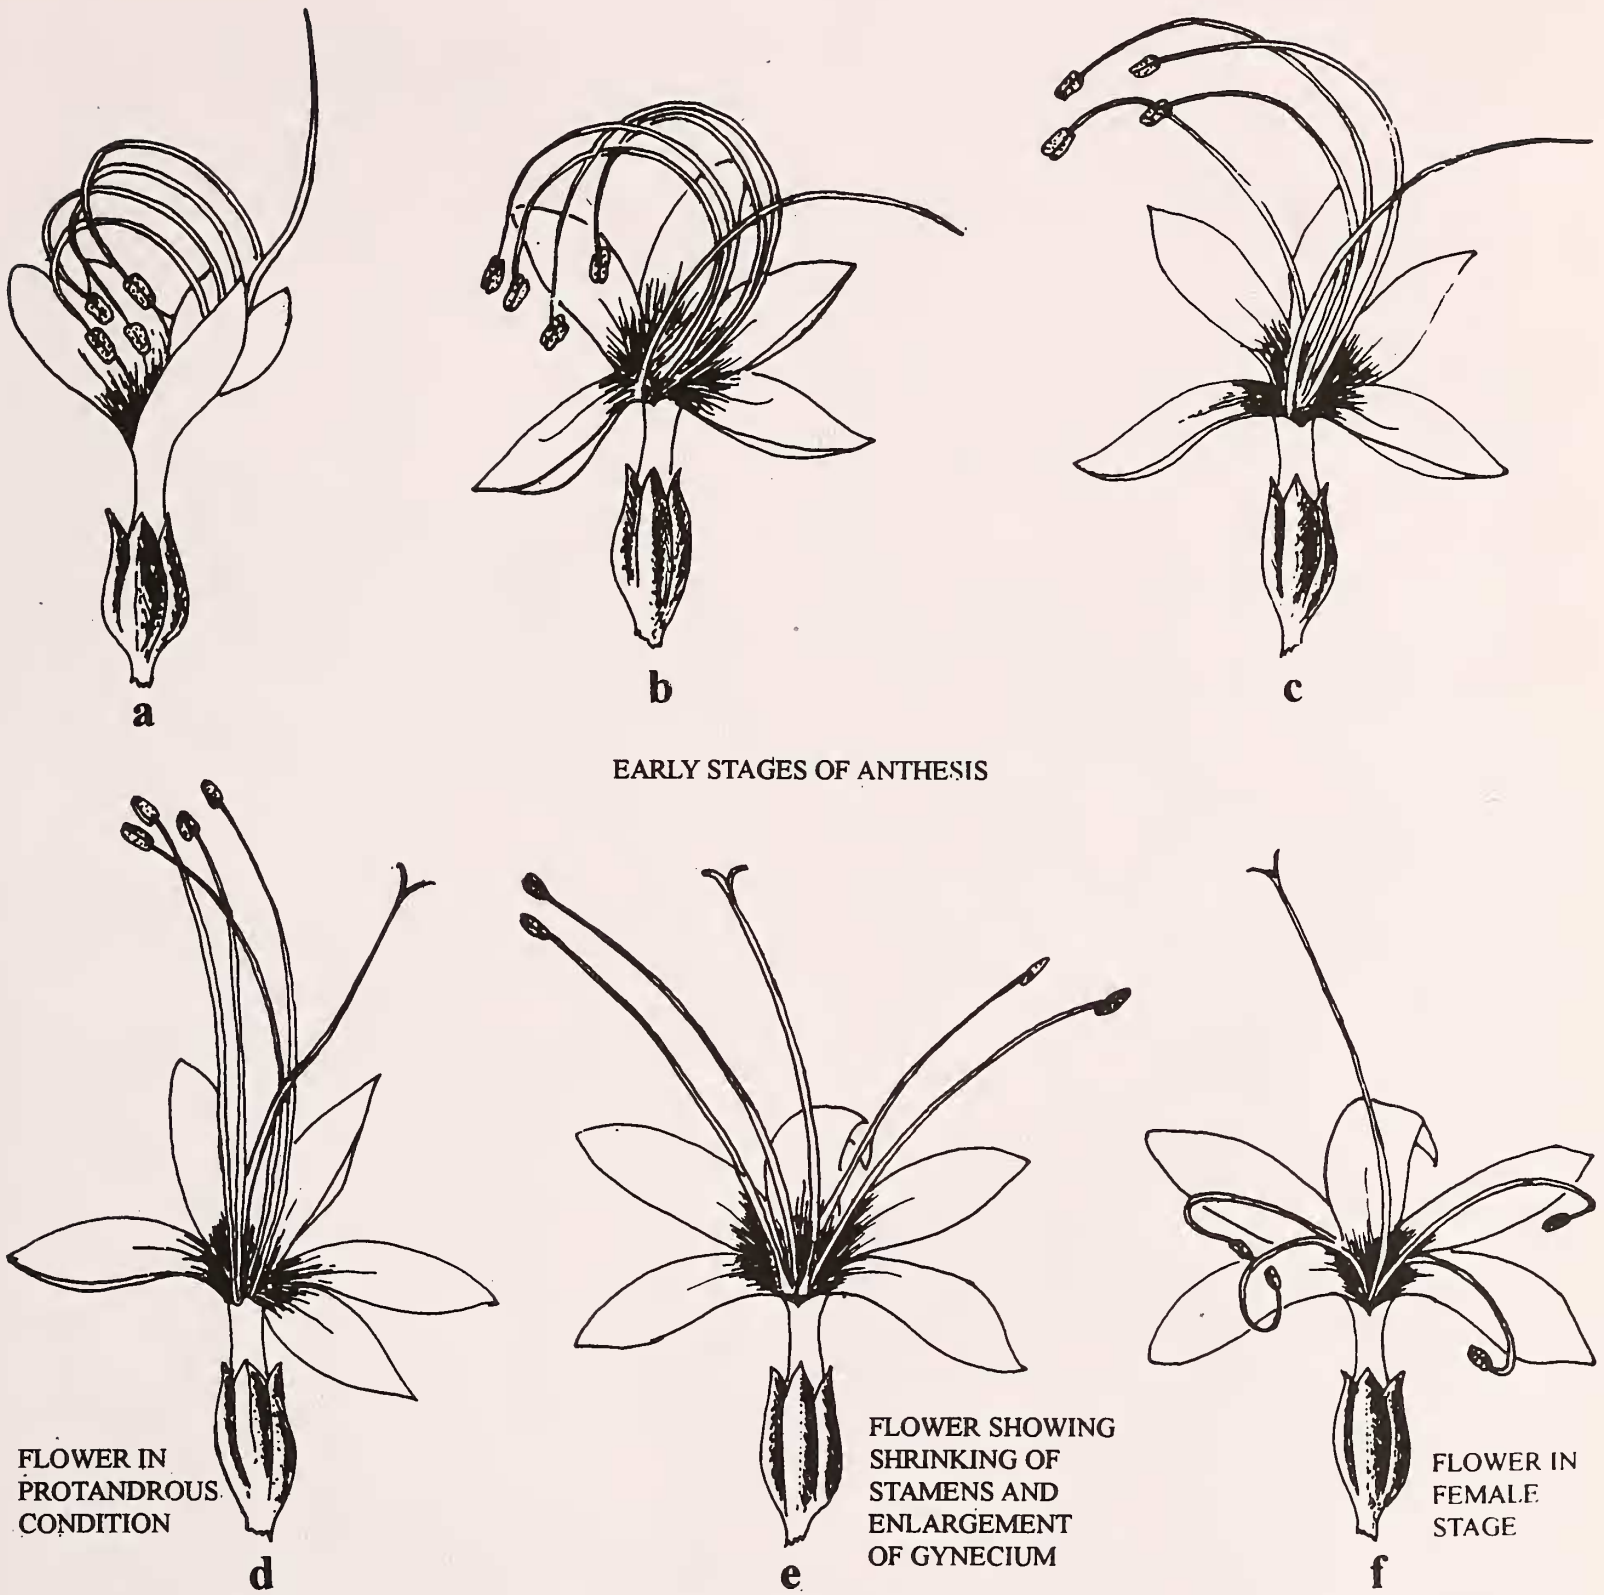 a
b
c
EARLY STAGES OF ANTHESIS
FLOWER IN
PROTANDROUS
CONDITION
d
FLOWER SHOWING
SHRINKING OF
STAMENS AND
ENLARGEMENT
OF GYNECIUM
e
FLOWER IN
FEMALE
STAGE
f